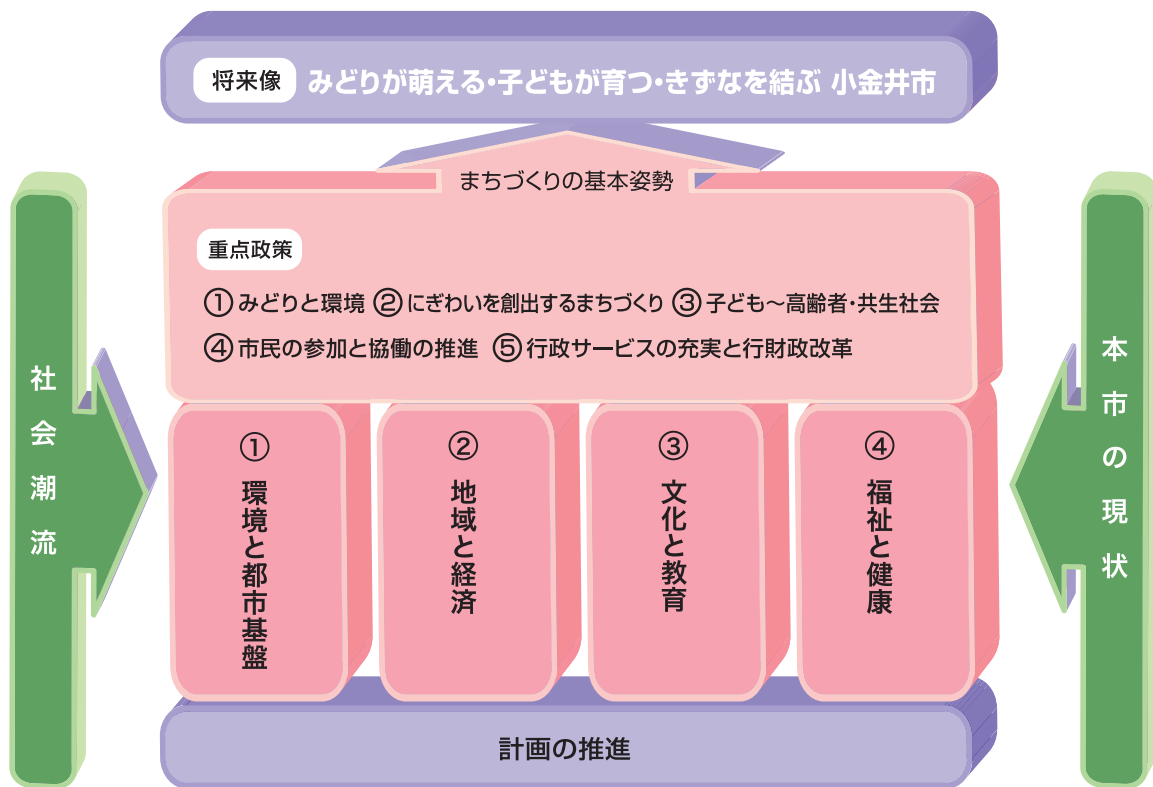 将来像 みどりが萌える・子どもが育つ・きずなを結ぶ 小金井市
まちづくりの基本姿勢
重点政策
① みどりと環境 ② にぎわいを創出するまちづくり ③ 子ども～高齢者・共生社会
④ 市民の参加と協働の推進 ⑤ 行政サービスの充実と行財政改革
社会潮流
① 環境と都市基盤
② 地域と経済
③ 文化と教育
④ 福祉と健康
本市の現状
計画の推進